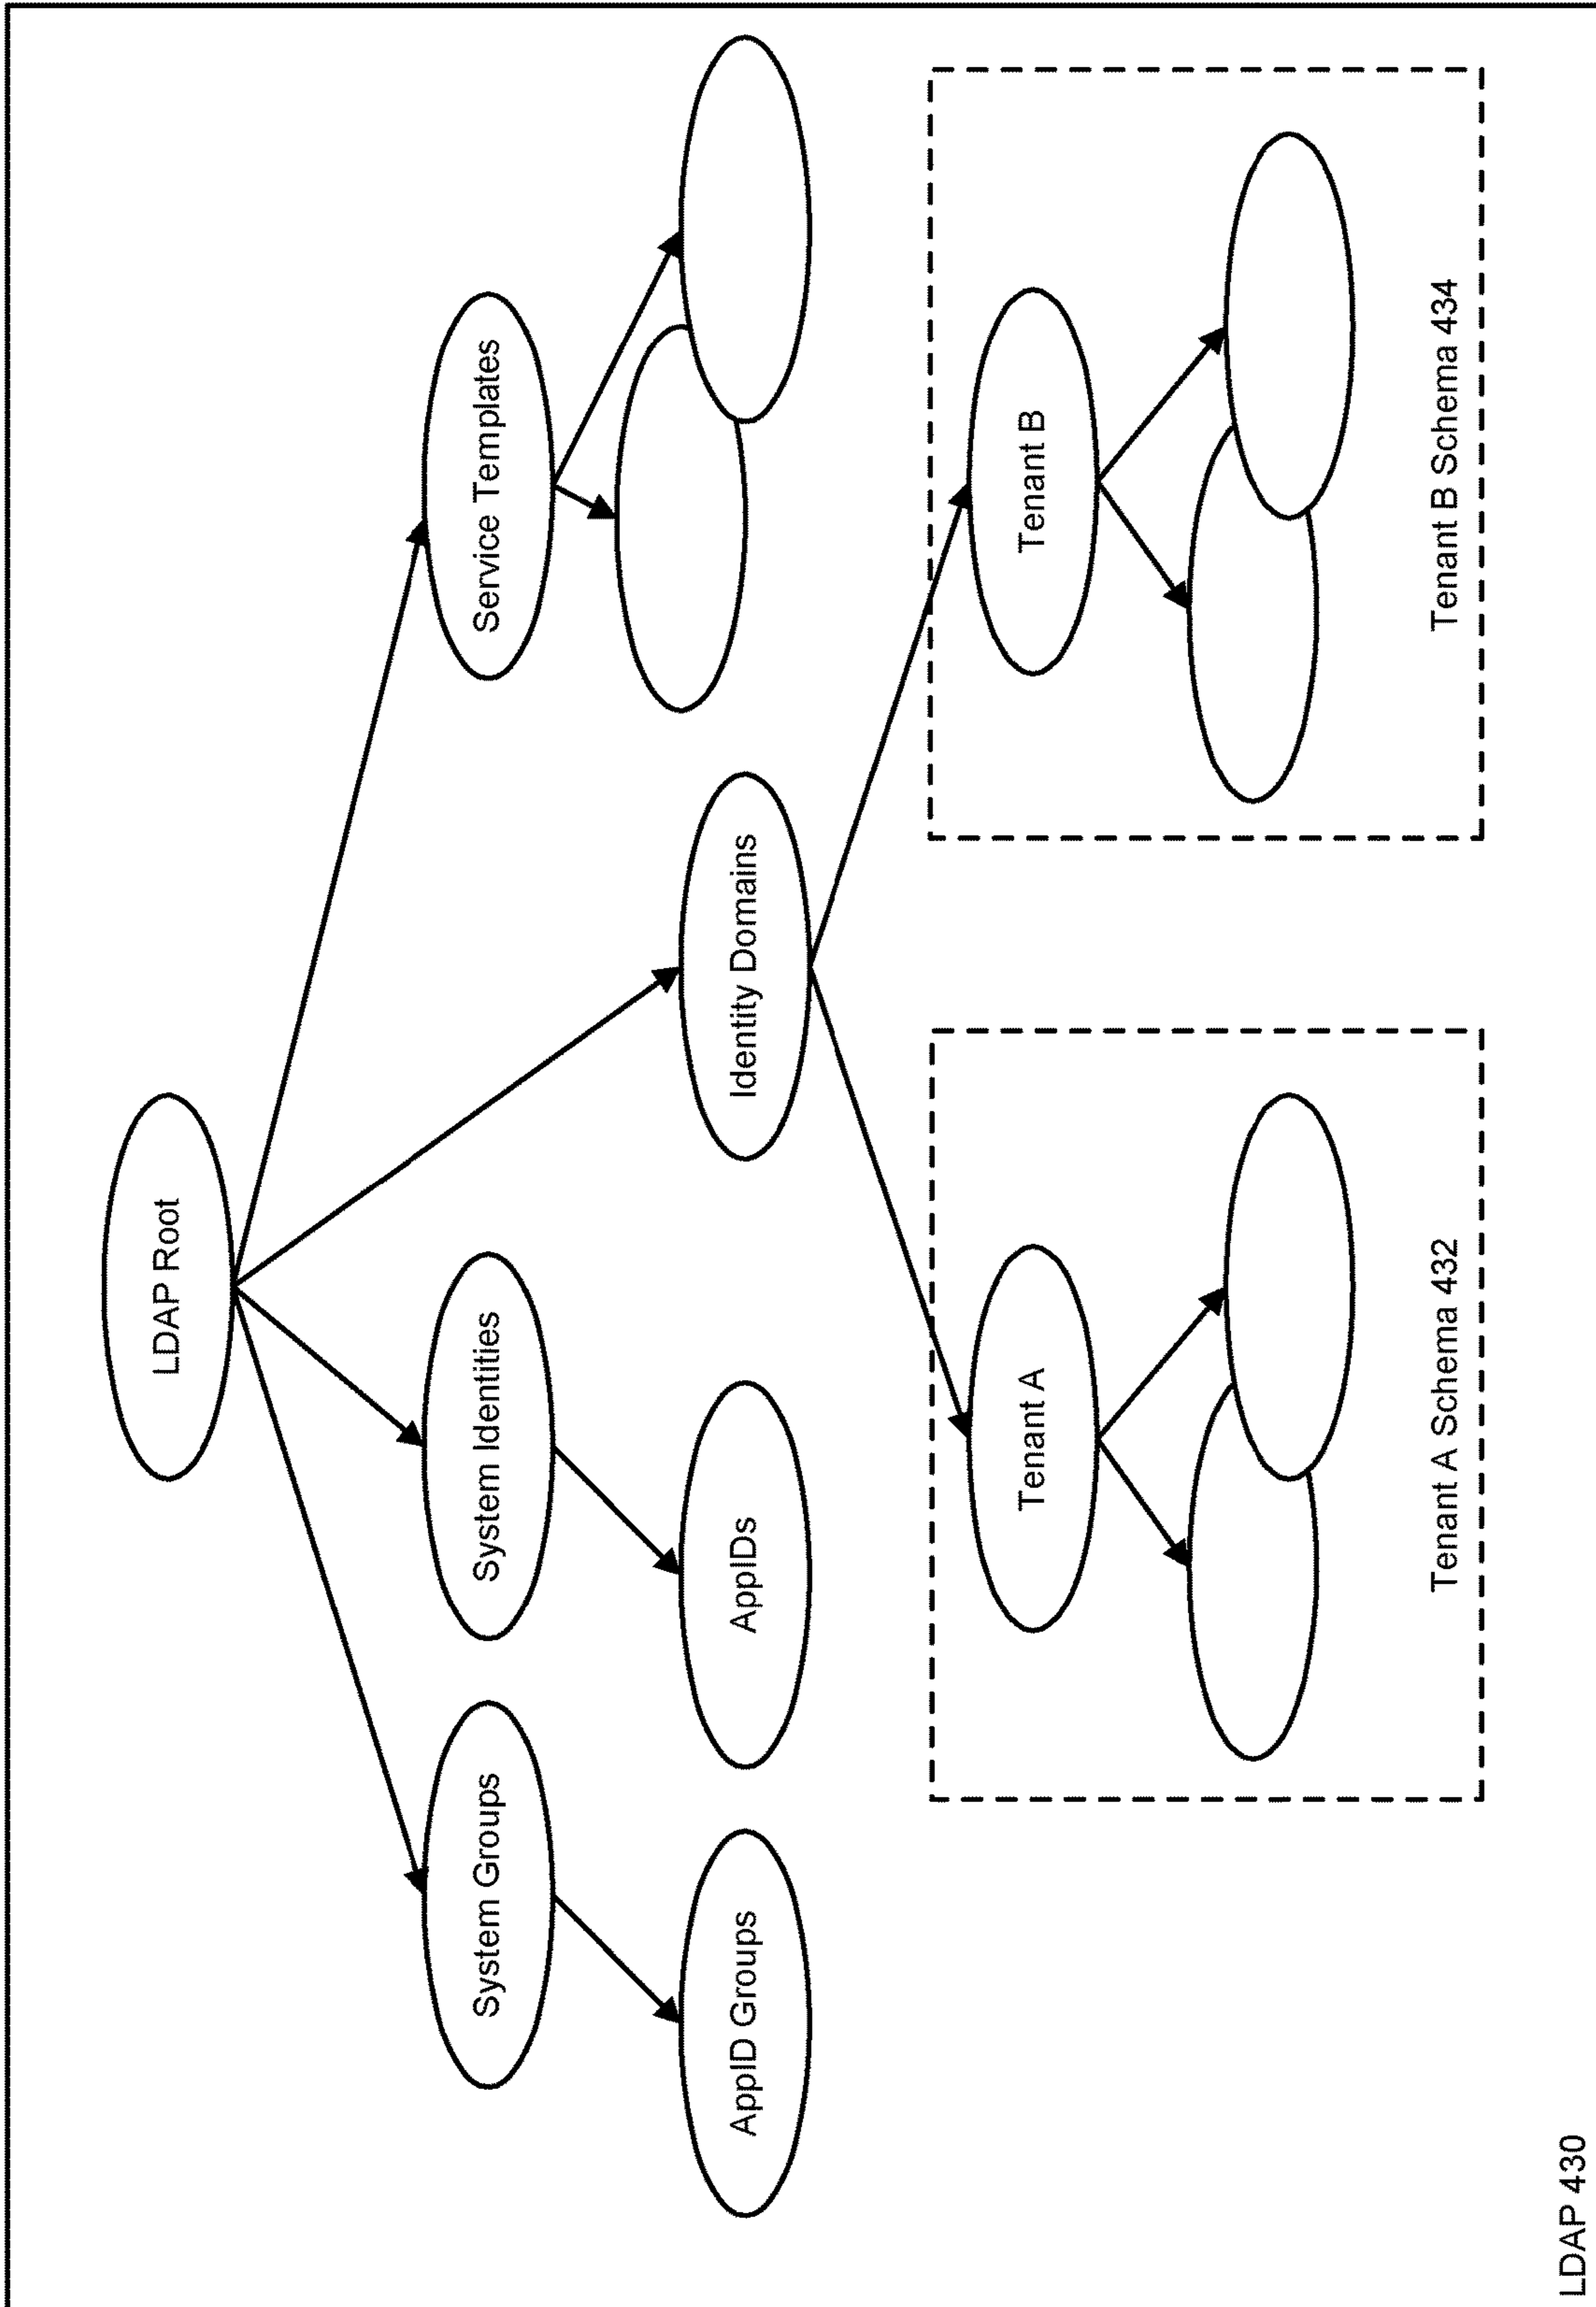 LDAP Root
System Groups
System Identities
Service Templates
AppID Groups
AppIDs
Identity Domains
Tenant A
Tenant B
Tenant A Schema 432
Tenant B Schema 434
LDAP 430